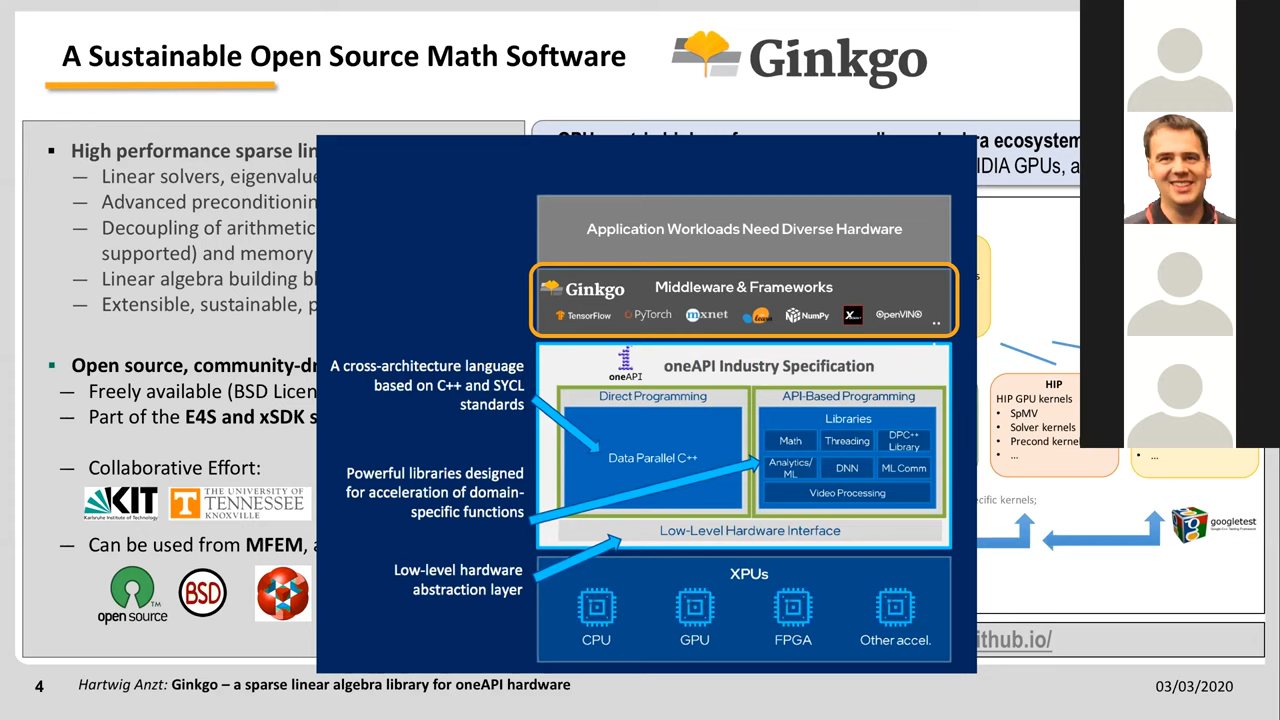 A Sustainable Open Source Math Software
Ginkgo
▪ High performance sparse lin
— Linear solvers, eigenvalue
— Advanced preconditionin
— Decoupling of arithmetic
supported) and memory
— Linear algebra building bl
— Extensible, sustainable, p
▪ Open source, community-dr
— Freely available (BSD Licen
— Part of the E4S and xSDK s
— Collaborative Effort:
KIT
Karlsruhe Institute of Technology
T THE UNIVERSITY OF
TENNESSEE
KNOXVILLE
— Can be used from MFEM, a
open source
TM
BSD
ra ecosystem
IDIA GPUs, a
Application Workloads Need Diverse Hardware
Ginkgo Middleware & Frameworks
TensorFlow PyTorch mxnet learn NumPy OpenVINO ..
oneAPI
oneAPI Industry Specification
Direct Programming
Data Parallel C++
API-Based Programming
Libraries
Math Threading DPC++ Library
Analytics/ ML DNN ML Comm
Video Processing
Low-Level Hardware Interface
A cross-architecture language
based on C++ and SYCL
standards
Powerful libraries designed
for acceleration of domain-
specific functions
Low-level hardware
abstraction layer
XPUs
CPU GPU FPGA Other accel.
HIP
HIP GPU kernels
• SpMV
• Solver kernels
• Precond kernel
• ...
• ...
ecific kernels;
googletest
ithub.io/
4 Hartwig Anzt: Ginkgo – a sparse linear algebra library for oneAPI hardware
03/03/2020